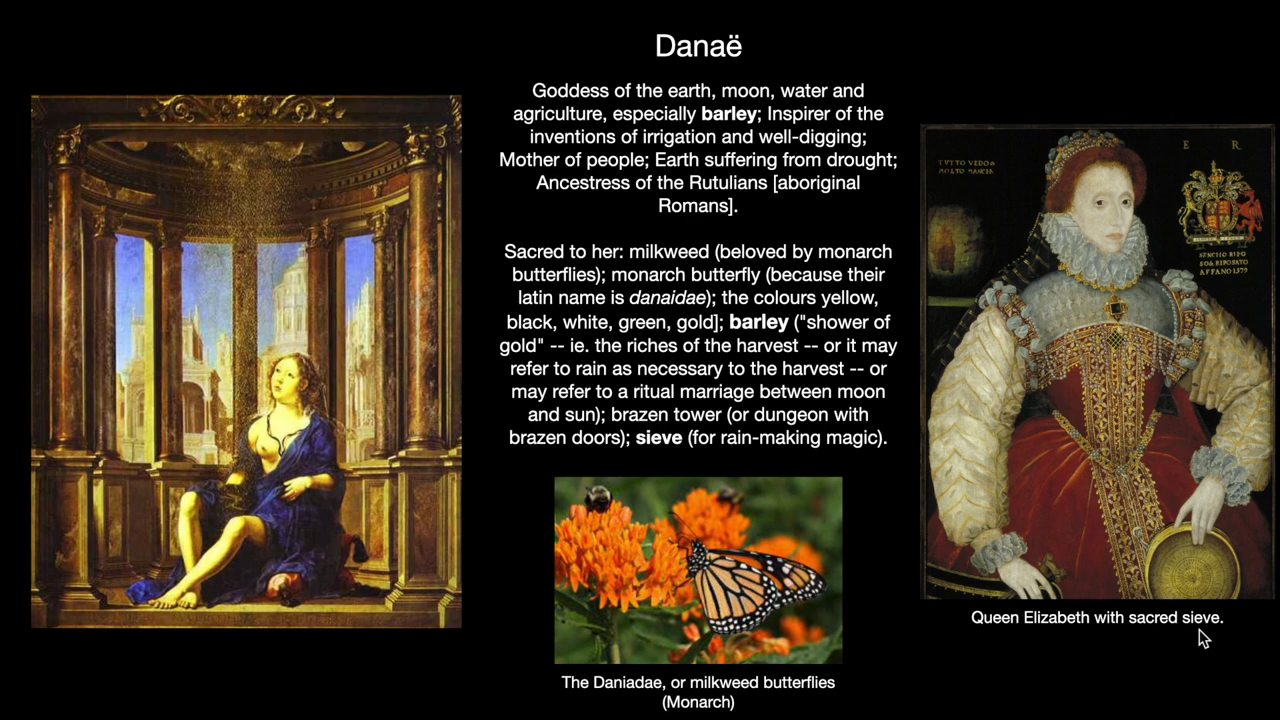 Danaë
Goddess of the earth, moon, water and
agriculture, especially barley; Inspirer of the
inventions of irrigation and well-digging;
Mother of people; Earth suffering from drought;
Ancestress of the Rutulians [aboriginal
Romans].
Sacred to her: milkweed (beloved by monarch
butterflies); monarch butterfly (because their
latin name is danaidae); the colours yellow,
black, white, green, gold]; barley ("shower of
gold" -- ie. the riches of the harvest -- or it may
refer to rain as necessary to the harvest -- or
may refer to a ritual marriage between moon
and sun); brazen tower (or dungeon with
brazen doors); sieve (for rain-making magic).
The Daniadae, or milkweed butterflies
(Monarch)
TVTTO VEDO &
MOLTO MANCHA
E R
RIPOSATO
AFFANO 1579
Queen Elizabeth with sacred sieve.